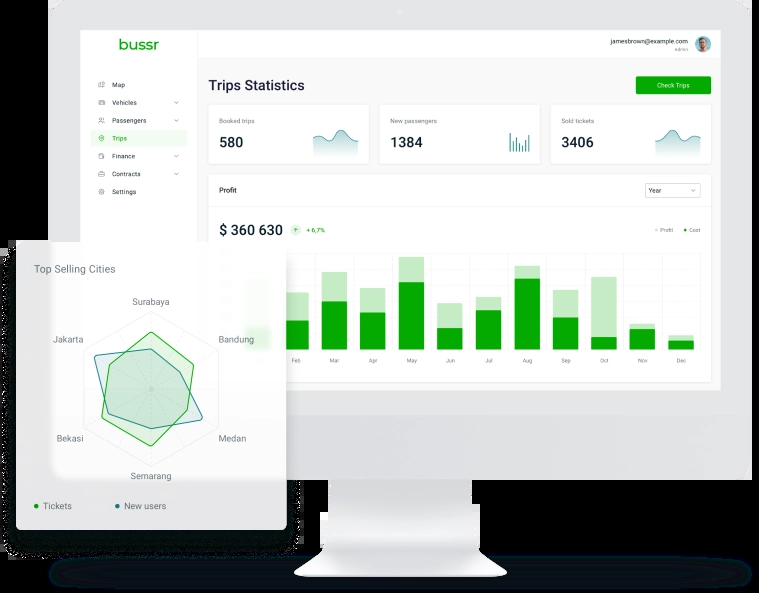 bussr
jamesbrown@example.com
admin
Map
Vehicles
Passengers
Trips
Finance
Contracts
Settings
Trips Statistics
Check Trips
Booked trips
580
New passengers
1384
Sold tickets
3406
Profit
Year
$ 360 630
+ 6,7%
Profit
Cost
Feb
Mar
Apr
May
Jun
Jul
Aug
Sep
Oct
Nov
Dec
Top Selling Cities
Surabaya
Jakarta
Bandung
Bekasi
Medan
Semarang
Tickets
New users